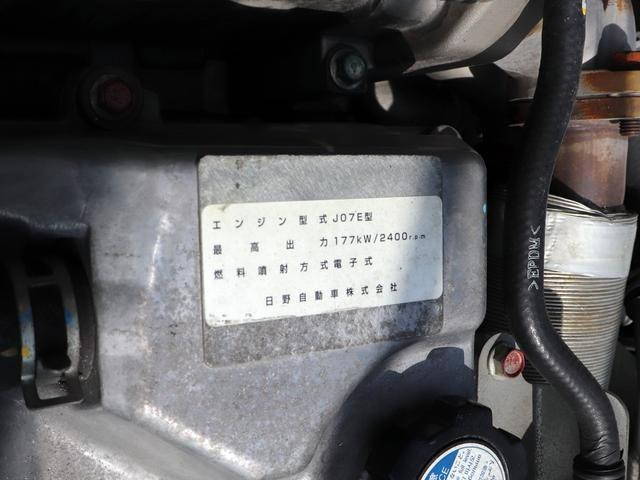 エンジン型式J07E型
最高出力177kW/2400r.p.m
燃料噴射方式電子式
日野自動車株式会社
>EPDM<